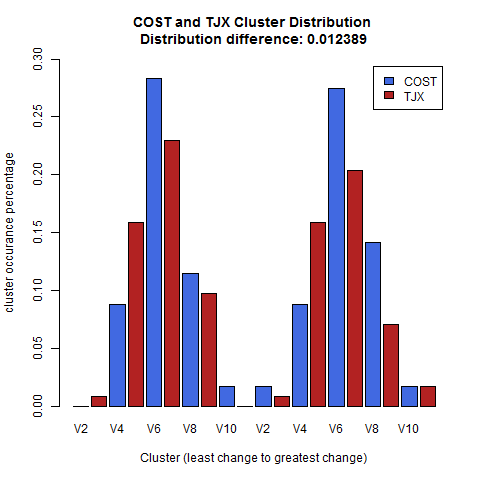 COST and TJX Cluster Distribution
Distribution difference: 0.012389
COST
TJX
cluster occurance percentage
0.30
0.25
0.20
0.15
0.10
0.05
0.00
V2 V4 V6 V8 V10 V2 V4 V6 V8 V10
Cluster (least change to greatest change)